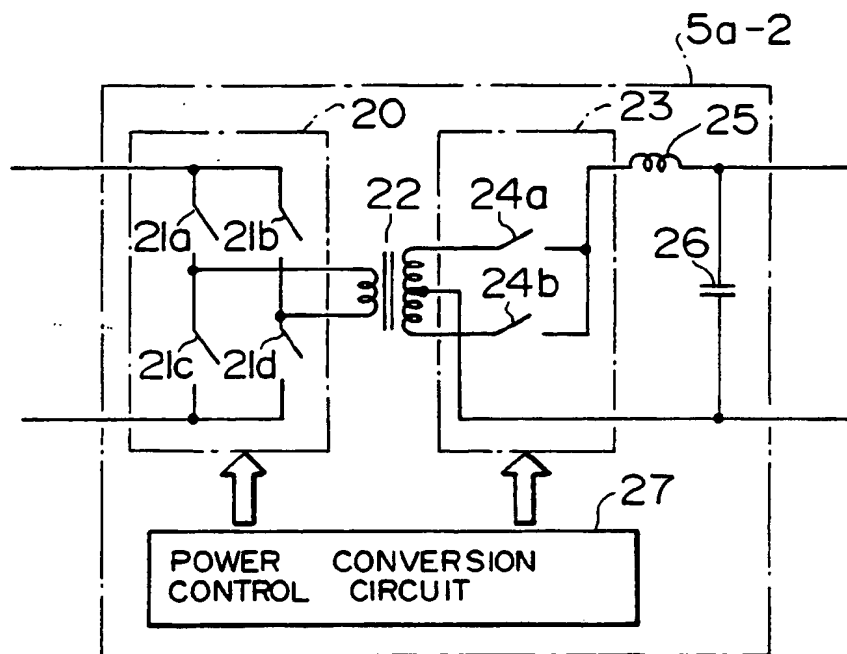 5a-2
20
23
25
22
24a
21a
21b
26
24b
21c
21d
27
POWER CONVERSION
CONTROL CIRCUIT